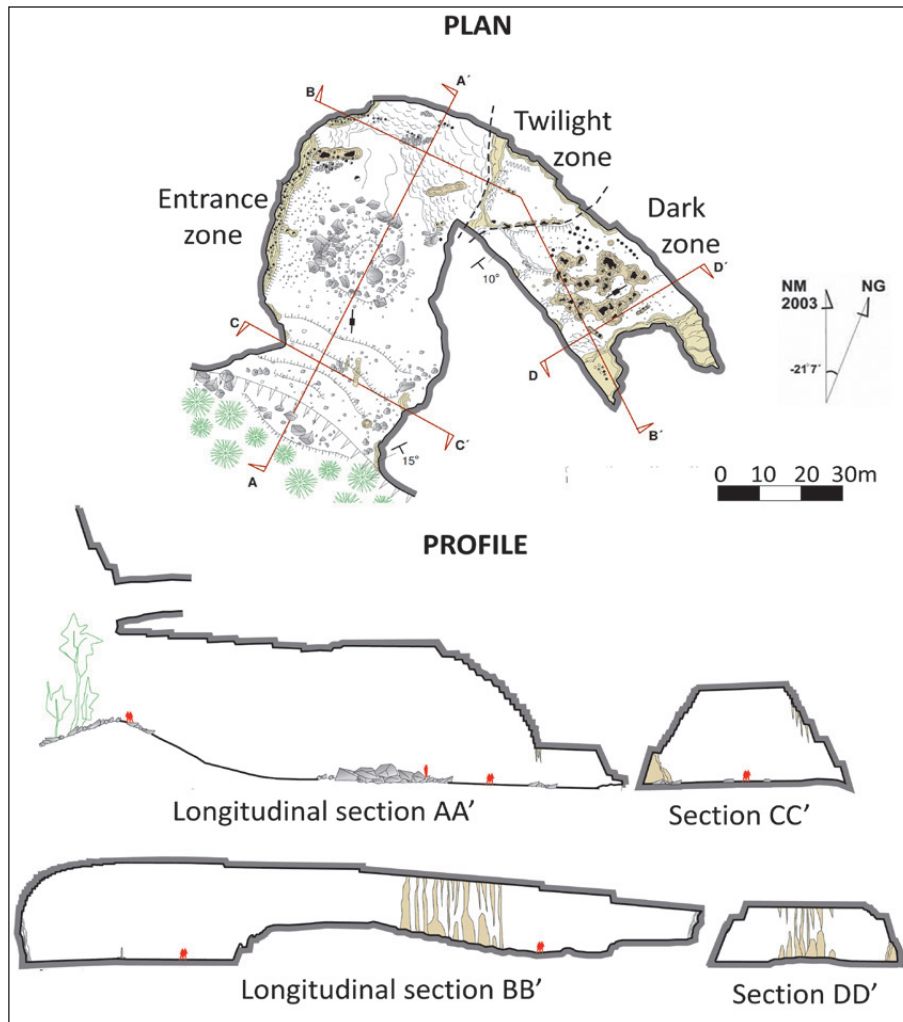 PLAN
A´
B
Twilight
zone
Entrance
zone
Dark
zone
D´
10°
NM
2003
NG
-21°7'
C
D
B´
C´
15°
A
0 10 20 30m
PROFILE
Longitudinal section AA’
Section CC’
Longitudinal section BB’
Section DD’